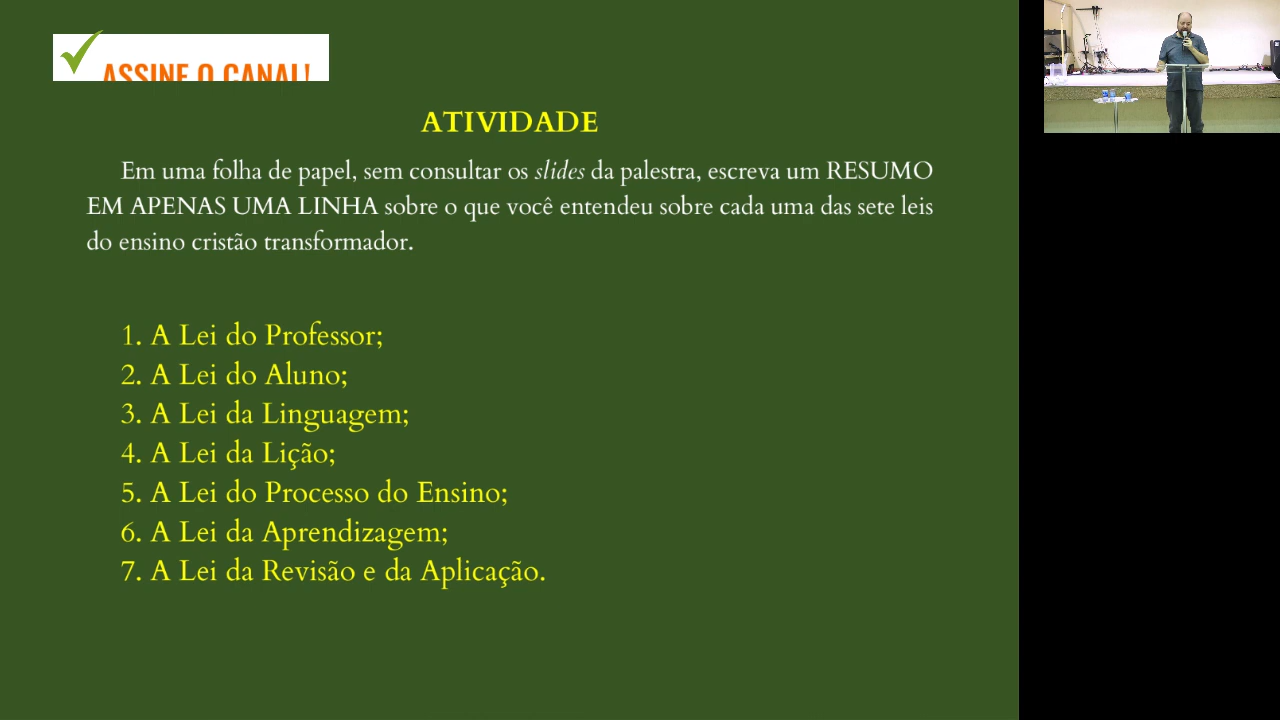 ASSINE O CANAL!
ATIVIDADE
Em uma folha de papel, sem consultar os slides da palestra, escreva um RESUMO
EM APENAS UMA LINHA sobre o que você entendeu sobre cada uma das sete leis
do ensino cristão transformador.
1. A Lei do Professor;
2. A Lei do Aluno;
3. A Lei da Linguagem;
4. A Lei da Lição;
5. A Lei do Processo do Ensino;
6. A Lei da Aprendizagem;
7. A Lei da Revisão e da Aplicação.